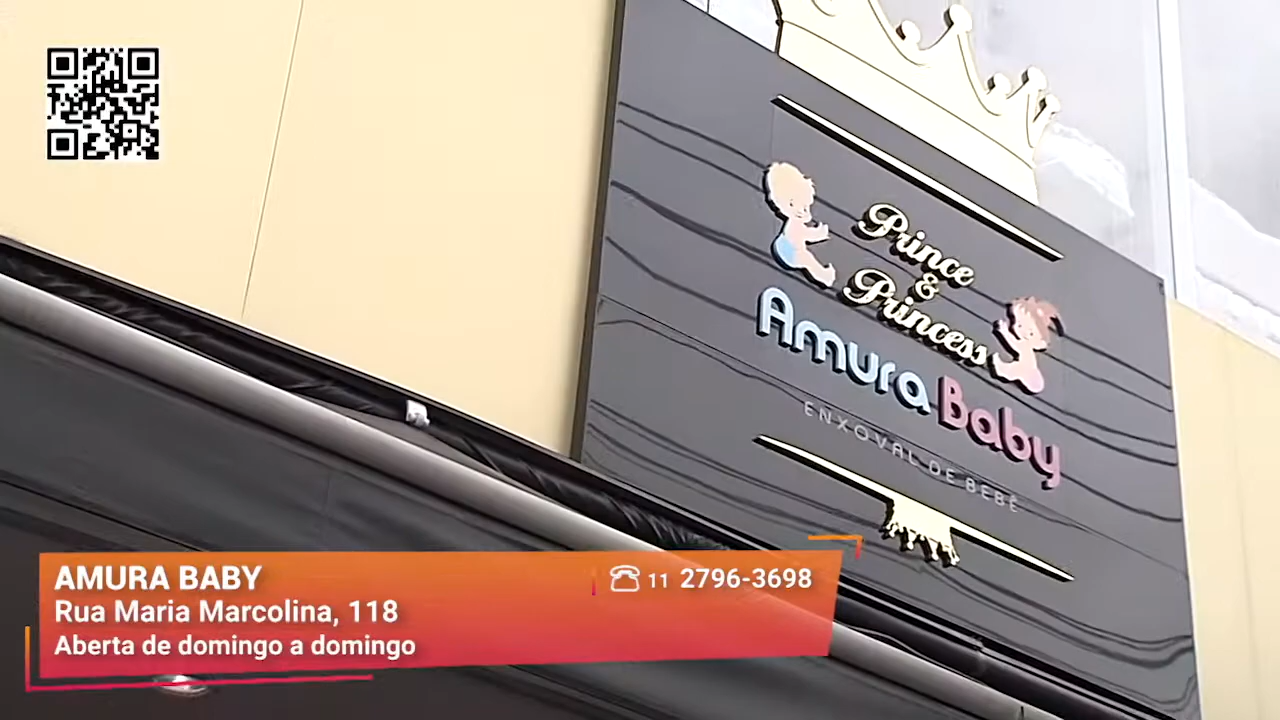 Prince
&
Princess
Amura Baby
ENXOVAL DE BEBÊ
AMURA BABY
11 2796-3698
Rua Maria Marcolina, 118
Aberta de domingo a domingo